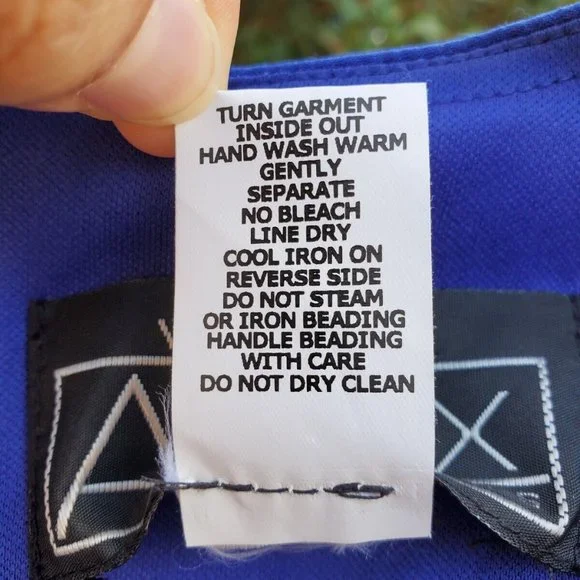 TURN GARMENT
INSIDE OUT
HAND WASH WARM
GENTLY
SEPARATE
NO BLEACH
LINE DRY
COOL IRON ON
REVERSE SIDE
DO NOT STEAM
OR IRON BEADING
HANDLE BEADING
WITH CARE
DO NOT DRY CLEAN